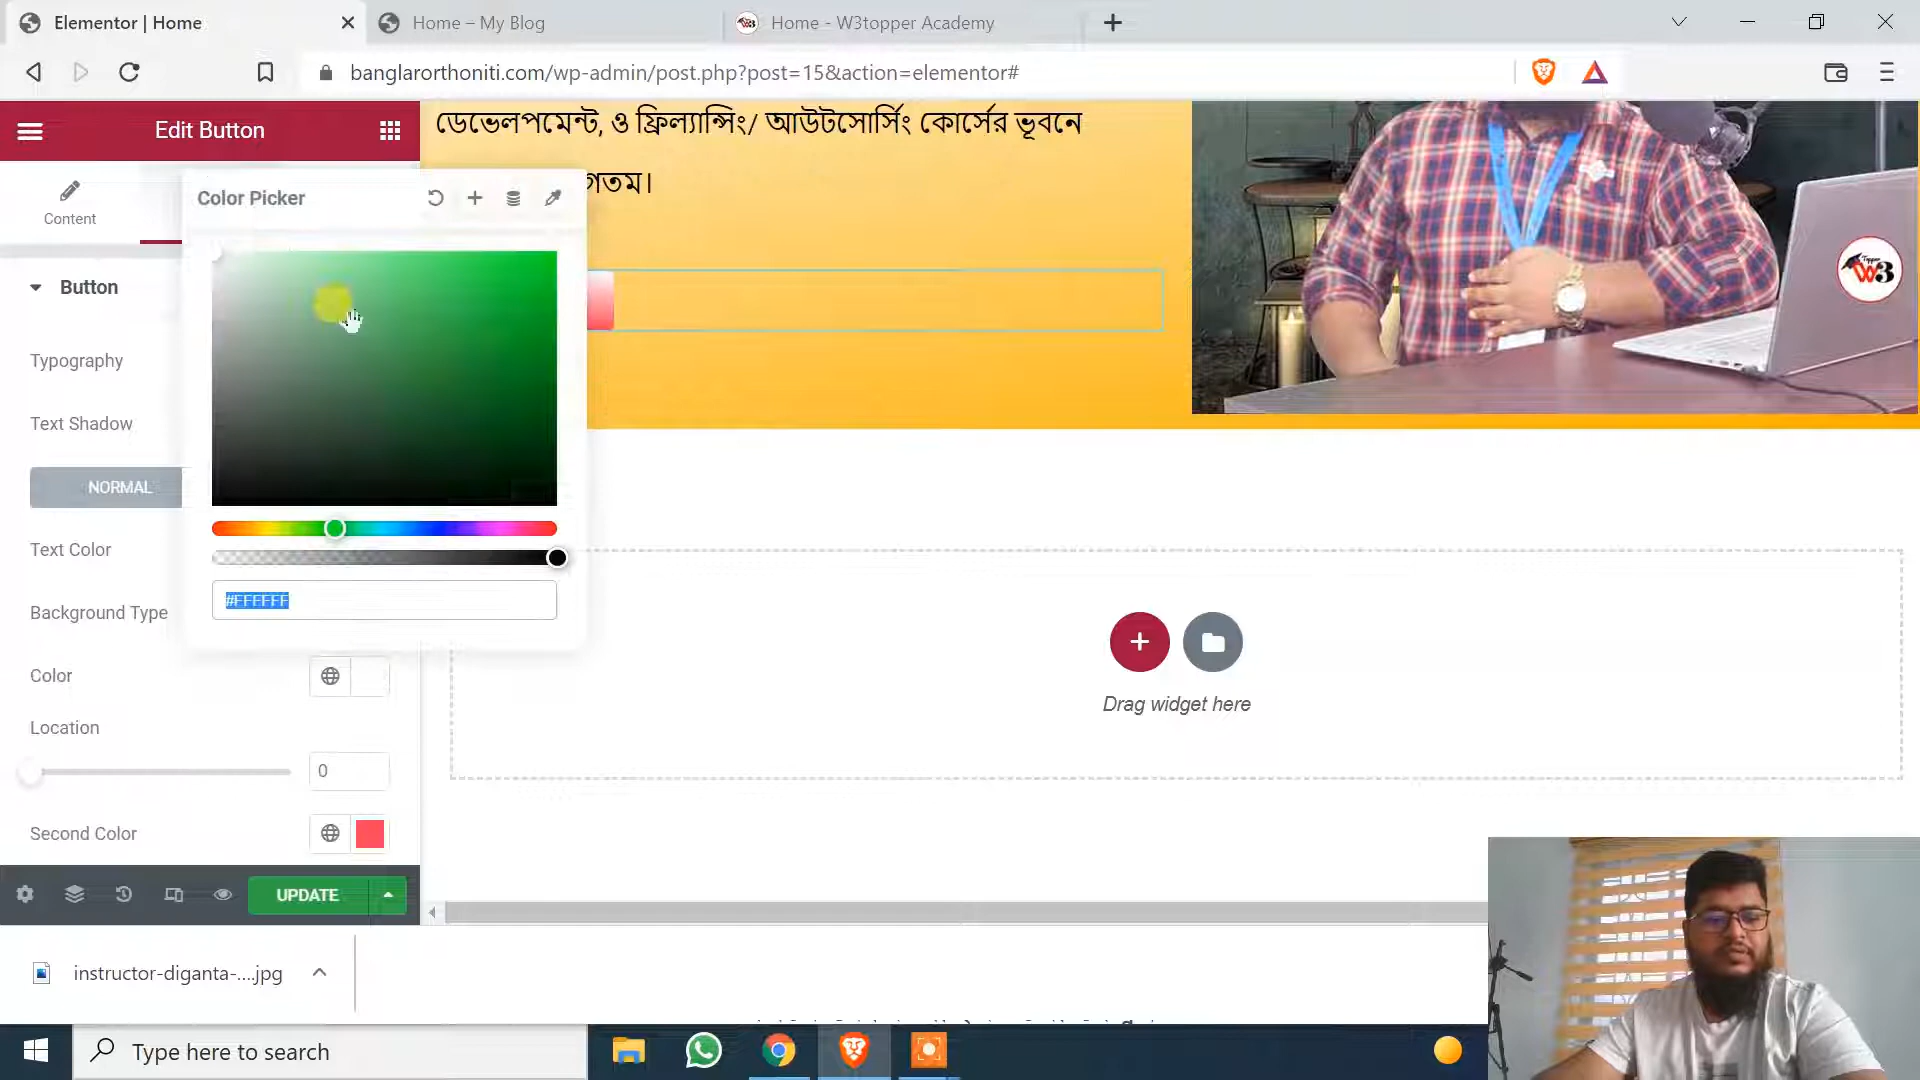 Elementor | Home
Home – My Blog
Home - W3topper Academy
banglarorthoniti.com/wp-admin/post.php?post=15&action=elementor#
Edit Button
ডেভেলপমেন্ট, ও ফ্রিল্যান্সিং/ আউটসোর্সিং কোর্সের ভূবনে
Content
Color Picker
Topper
W3
Button
Typography
Text Shadow
NORMAL
Text Color
#FFFFFF
Background Type
Color
Location
0
Drag widget here
Second Color
UPDATE
instructor-diganta-....jpg
Type here to search